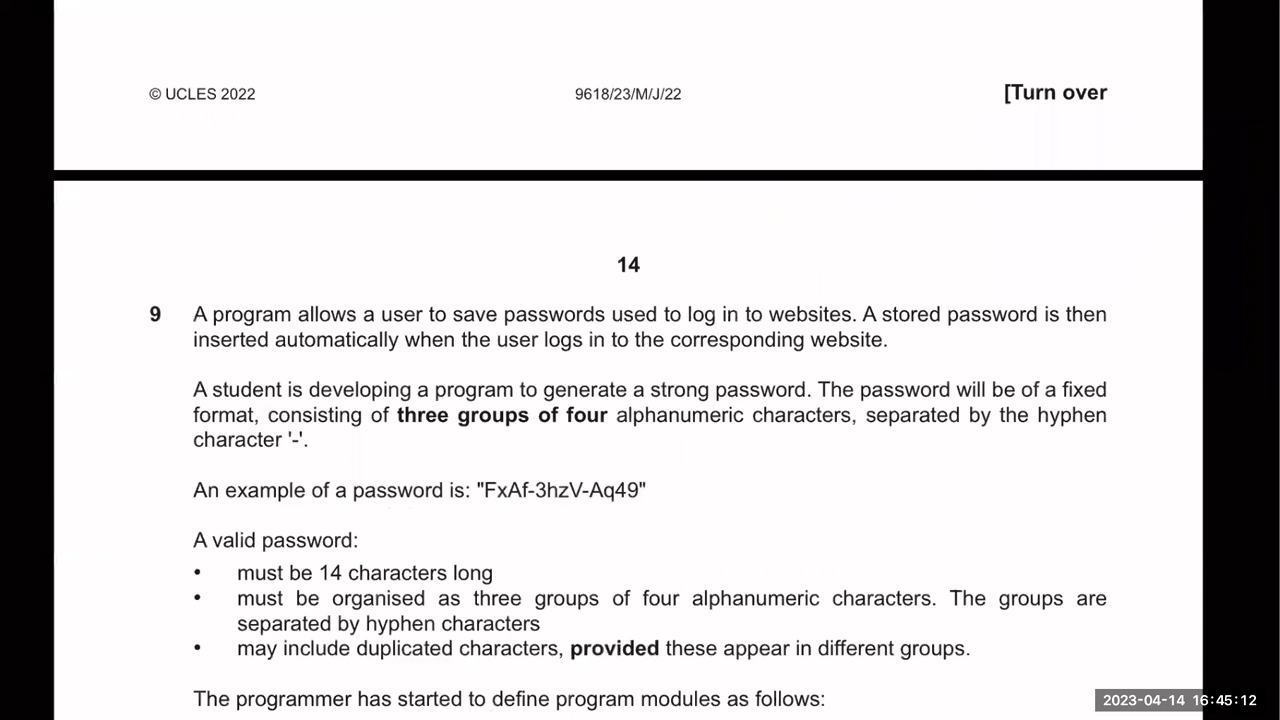 © UCLES 2022
9618/23/M/J/22
[Turn over
14
9 A program allows a user to save passwords used to log in to websites. A stored password is then
inserted automatically when the user logs in to the corresponding website.
A student is developing a program to generate a strong password. The password will be of a fixed
format, consisting of three groups of four alphanumeric characters, separated by the hyphen
character '-'.
An example of a password is: "FxAf-3hzV-Aq49"
A valid password:
• must be 14 characters long
• must be organised as three groups of four alphanumeric characters. The groups are
separated by hyphen characters
• may include duplicated characters, provided these appear in different groups.
The programmer has started to define program modules as follows:
2023-04-14 16:45:12